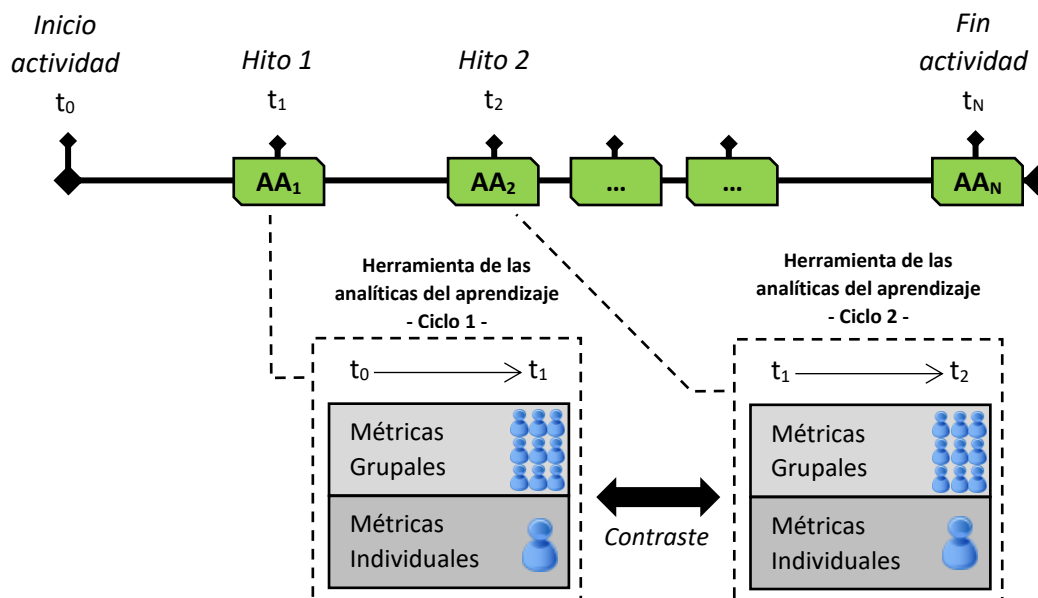 Inicio
actividad
t₀
Hito 1
t₁
Hito 2
t₂
Fin
actividad
t_N
AA₁
AA₂
...
...
AA_N
Herramienta de las
analíticas del aprendizaje
- Ciclo 1 -
t₀ t₁
Métricas
Grupales
Métricas
Individuales
Contraste
Herramienta de las
analíticas del aprendizaje
- Ciclo 2 -
t₁ t₂
Métricas
Grupales
Métricas
Individuales